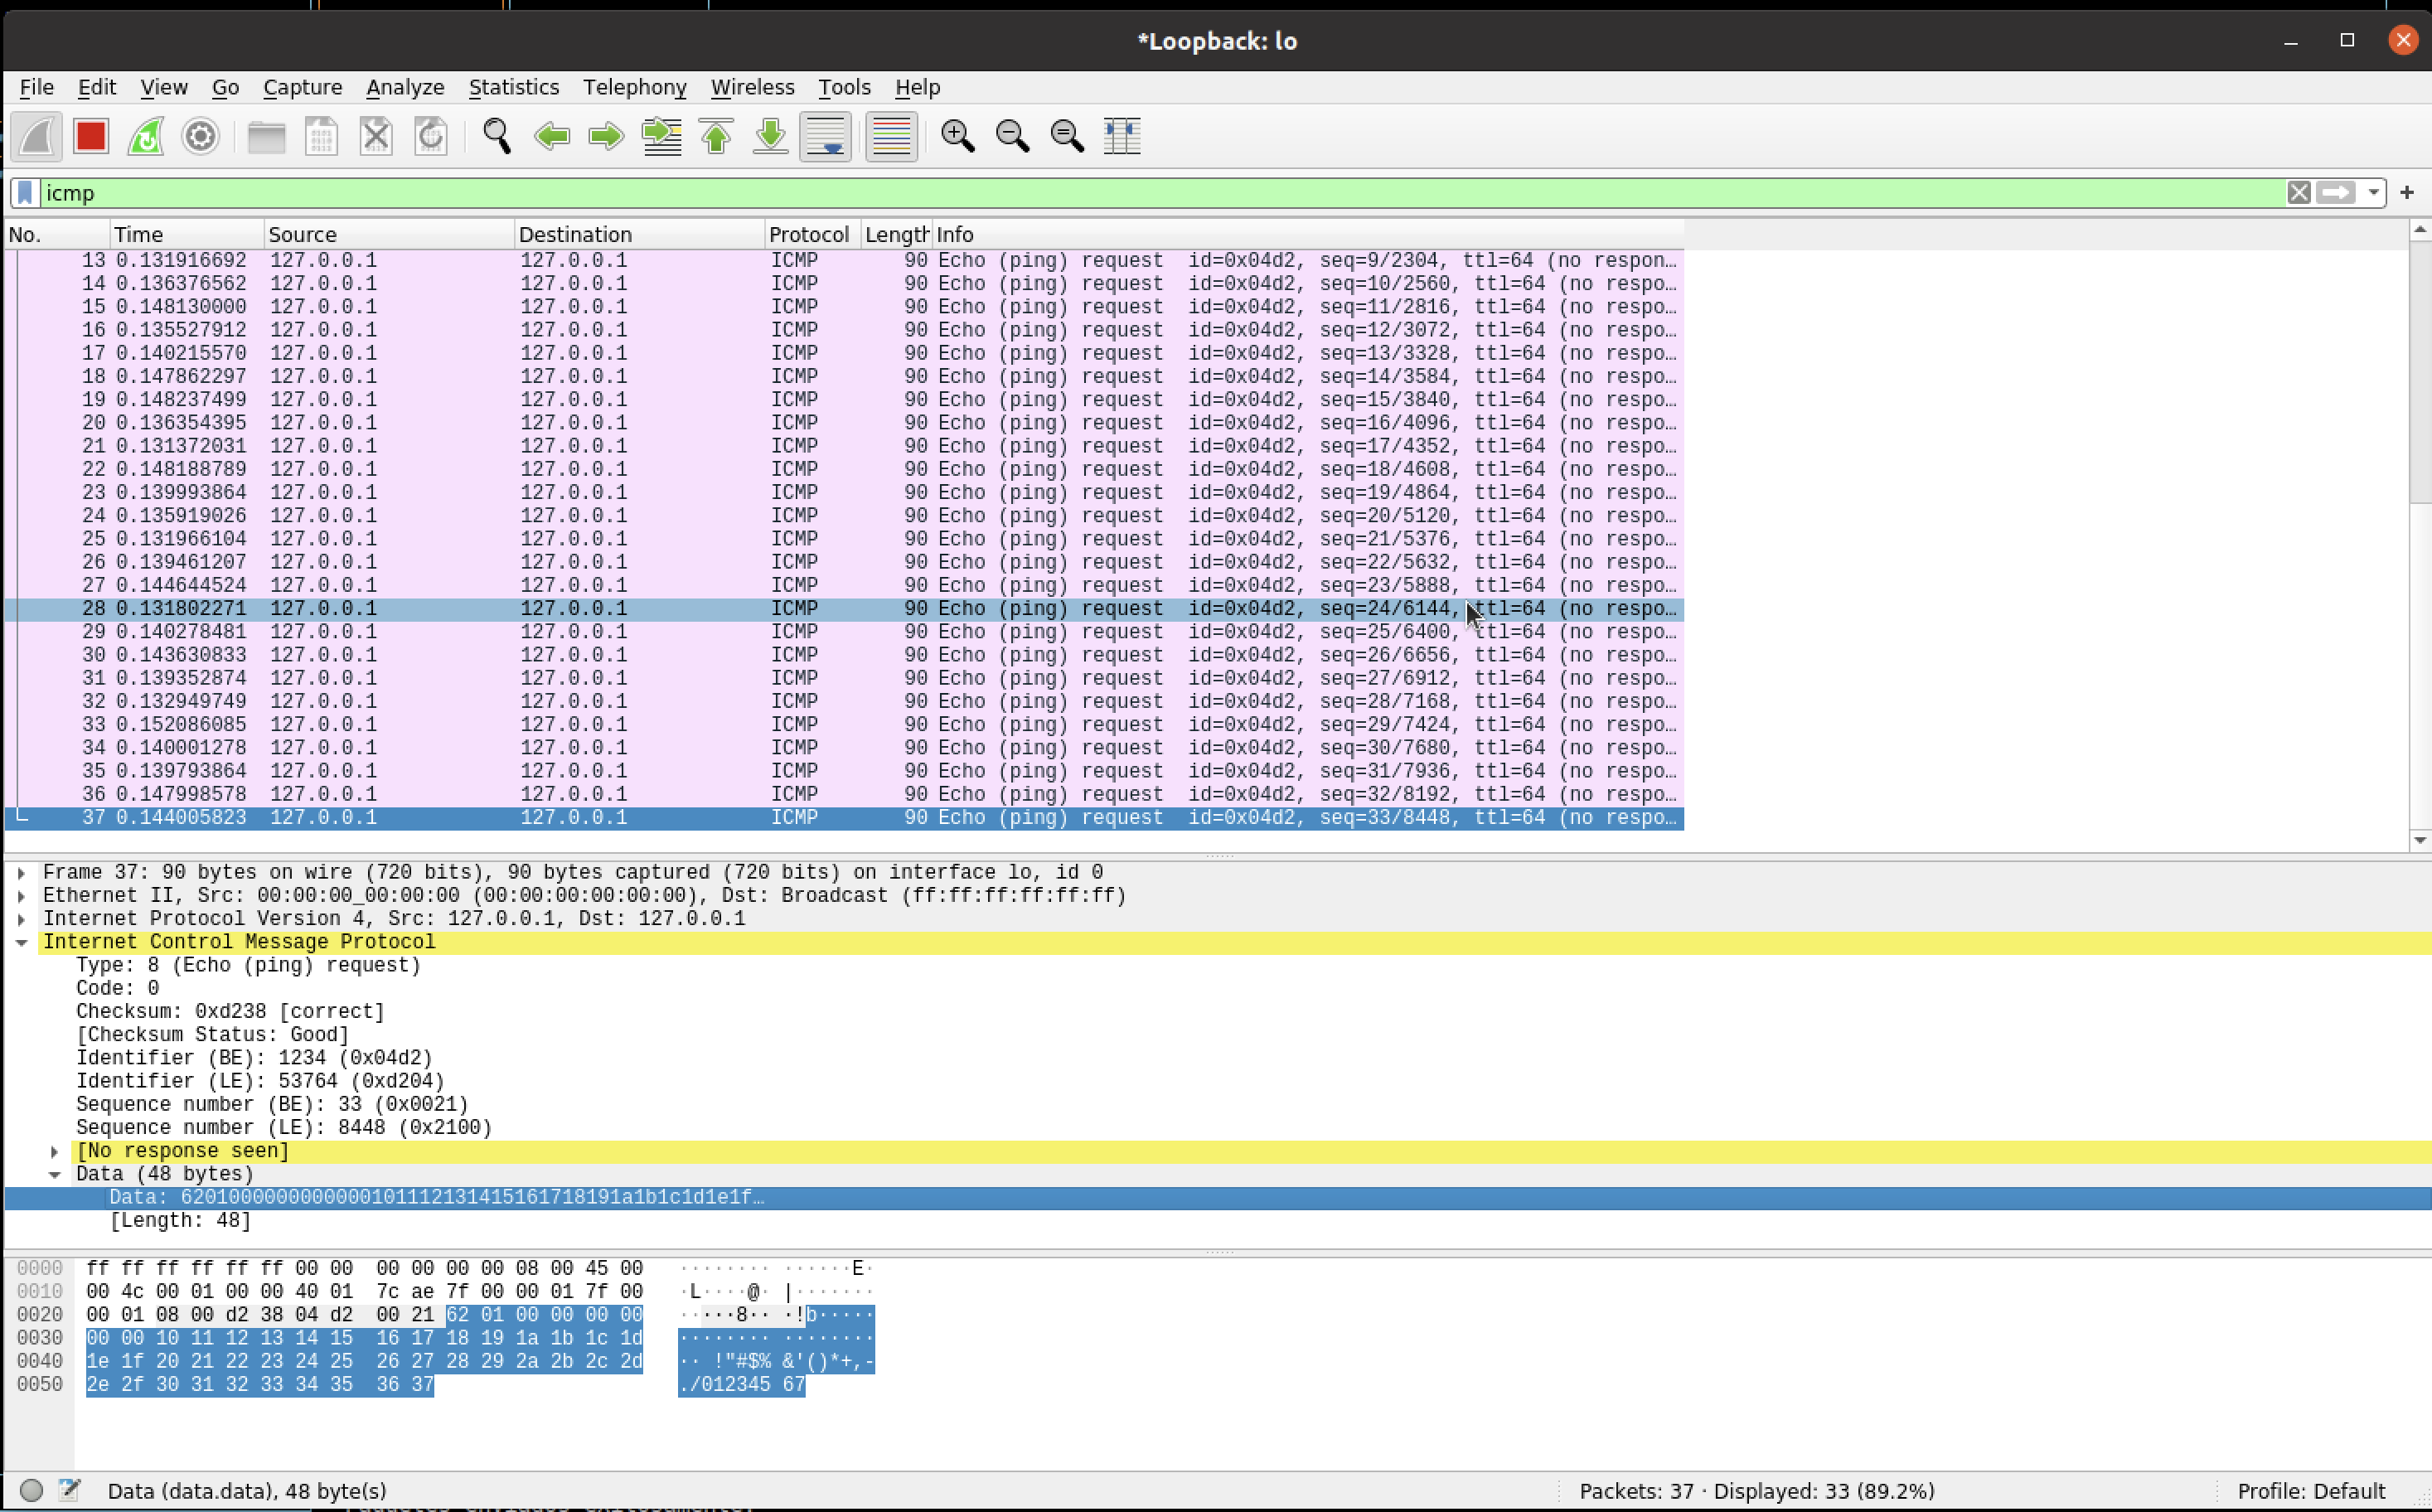 *Loopback: lo
File Edit View Go Capture Analyze Statistics Telephony Wireless Tools Help
icmp
No. Time Source Destination Protocol Length Info
13 0.131916692 127.0.0.1 127.0.0.1 ICMP 90 Echo (ping) request id=0x04d2, seq=9/2304, ttl=64 (no respon…
14 0.136376562 127.0.0.1 127.0.0.1 ICMP 90 Echo (ping) request id=0x04d2, seq=10/2560, ttl=64 (no respo…
15 0.148130000 127.0.0.1 127.0.0.1 ICMP 90 Echo (ping) request id=0x04d2, seq=11/2816, ttl=64 (no respo…
16 0.135527912 127.0.0.1 127.0.0.1 ICMP 90 Echo (ping) request id=0x04d2, seq=12/3072, ttl=64 (no respo…
17 0.140215570 127.0.0.1 127.0.0.1 ICMP 90 Echo (ping) request id=0x04d2, seq=13/3328, ttl=64 (no respo…
18 0.147862297 127.0.0.1 127.0.0.1 ICMP 90 Echo (ping) request id=0x04d2, seq=14/3584, ttl=64 (no respo…
19 0.148237499 127.0.0.1 127.0.0.1 ICMP 90 Echo (ping) request id=0x04d2, seq=15/3840, ttl=64 (no respo…
20 0.136354395 127.0.0.1 127.0.0.1 ICMP 90 Echo (ping) request id=0x04d2, seq=16/4096, ttl=64 (no respo…
21 0.131372031 127.0.0.1 127.0.0.1 ICMP 90 Echo (ping) request id=0x04d2, seq=17/4352, ttl=64 (no respo…
22 0.148188789 127.0.0.1 127.0.0.1 ICMP 90 Echo (ping) request id=0x04d2, seq=18/4608, ttl=64 (no respo…
23 0.139993864 127.0.0.1 127.0.0.1 ICMP 90 Echo (ping) request id=0x04d2, seq=19/4864, ttl=64 (no respo…
24 0.135919026 127.0.0.1 127.0.0.1 ICMP 90 Echo (ping) request id=0x04d2, seq=20/5120, ttl=64 (no respo…
25 0.131966104 127.0.0.1 127.0.0.1 ICMP 90 Echo (ping) request id=0x04d2, seq=21/5376, ttl=64 (no respo…
26 0.139461207 127.0.0.1 127.0.0.1 ICMP 90 Echo (ping) request id=0x04d2, seq=22/5632, ttl=64 (no respo…
27 0.144644524 127.0.0.1 127.0.0.1 ICMP 90 Echo (ping) request id=0x04d2, seq=23/5888, ttl=64 (no respo…
28 0.131802271 127.0.0.1 127.0.0.1 ICMP 90 Echo (ping) request id=0x04d2, seq=24/6144, ttl=64 (no respo…
29 0.140278481 127.0.0.1 127.0.0.1 ICMP 90 Echo (ping) request id=0x04d2, seq=25/6400, ttl=64 (no respo…
30 0.143630833 127.0.0.1 127.0.0.1 ICMP 90 Echo (ping) request id=0x04d2, seq=26/6656, ttl=64 (no respo…
31 0.139352874 127.0.0.1 127.0.0.1 ICMP 90 Echo (ping) request id=0x04d2, seq=27/6912, ttl=64 (no respo…
32 0.132949749 127.0.0.1 127.0.0.1 ICMP 90 Echo (ping) request id=0x04d2, seq=28/7168, ttl=64 (no respo…
33 0.152086085 127.0.0.1 127.0.0.1 ICMP 90 Echo (ping) request id=0x04d2, seq=29/7424, ttl=64 (no respo…
34 0.140001278 127.0.0.1 127.0.0.1 ICMP 90 Echo (ping) request id=0x04d2, seq=30/7680, ttl=64 (no respo…
35 0.139793864 127.0.0.1 127.0.0.1 ICMP 90 Echo (ping) request id=0x04d2, seq=31/7936, ttl=64 (no respo…
36 0.147998578 127.0.0.1 127.0.0.1 ICMP 90 Echo (ping) request id=0x04d2, seq=32/8192, ttl=64 (no respo…
37 0.144005823 127.0.0.1 127.0.0.1 ICMP 90 Echo (ping) request id=0x04d2, seq=33/8448, ttl=64 (no respo…
Frame 37: 90 bytes on wire (720 bits), 90 bytes captured (720 bits) on interface lo, id 0
Ethernet II, Src: 00:00:00_00:00:00 (00:00:00:00:00:00), Dst: Broadcast (ff:ff:ff:ff:ff:ff)
Internet Protocol Version 4, Src: 127.0.0.1, Dst: 127.0.0.1
Internet Control Message Protocol
Type: 8 (Echo (ping) request)
Code: 0
Checksum: 0xd238 [correct]
[Checksum Status: Good]
Identifier (BE): 1234 (0x04d2)
Identifier (LE): 53764 (0xd204)
Sequence number (BE): 33 (0x0021)
Sequence number (LE): 8448 (0x2100)
[No response seen]
Data (48 bytes)
Data: 6201000000000000101112131415161718191a1b1c1d1e1f…
[Length: 48]
0000 ff ff ff ff ff ff 00 00 00 00 00 00 08 00 45 00 ········ ······E·
0010 00 4c 00 01 00 00 40 01 7c ae 7f 00 00 01 7f 00 ·L····@· |·······
0020 00 01 08 00 d2 38 04 d2 00 21 62 01 00 00 00 00 ·····8·· ·!b·····
0030 00 00 10 11 12 13 14 15 16 17 18 19 1a 1b 1c 1d ········ ········
0040 1e 1f 20 21 22 23 24 25 26 27 28 29 2a 2b 2c 2d ·· !"#$% &'()*+,-
0050 2e 2f 30 31 32 33 34 35 36 37 ./012345 67
Data (data.data), 48 byte(s) Packets: 37 · Displayed: 33 (89.2%) Profile: Default